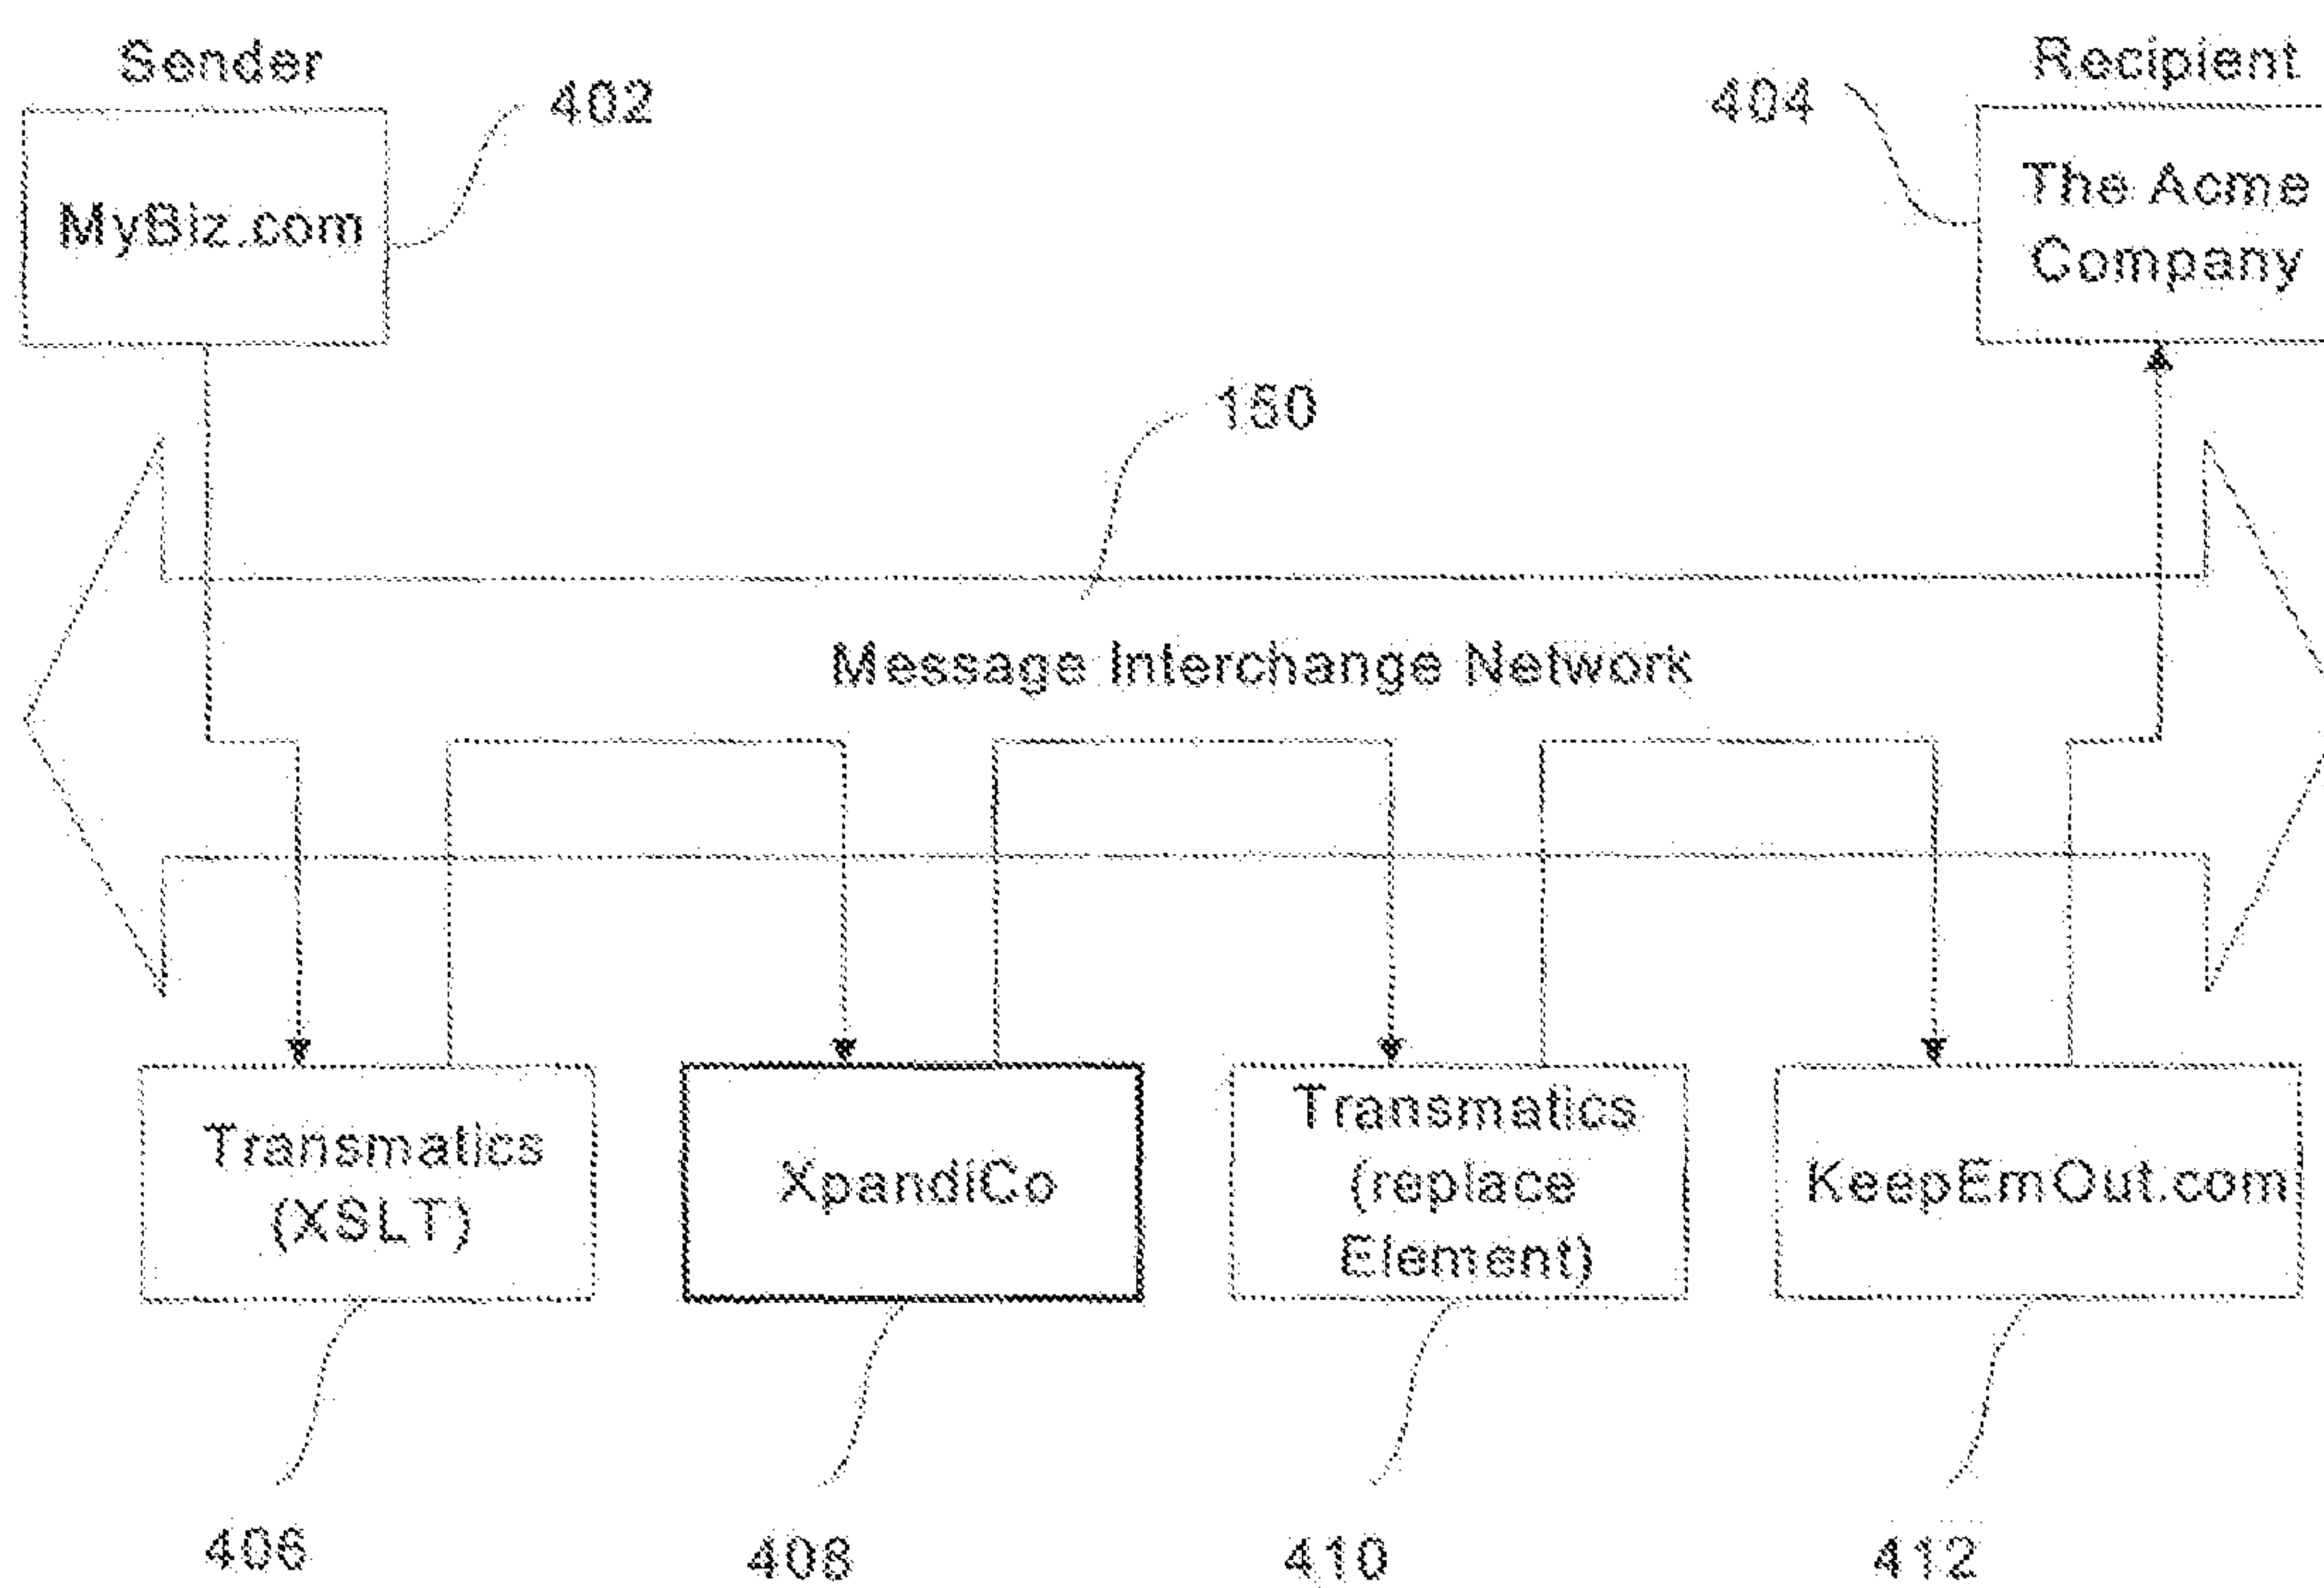 Sender
Recipient
402
404
MyBiz.com
The Acme
Company
150
Message Interchange Network
Transmatics
(XSLT)
XpandiCo
Transmatics
(replace
Element)
KeepEmOut.com
406
408
410
412